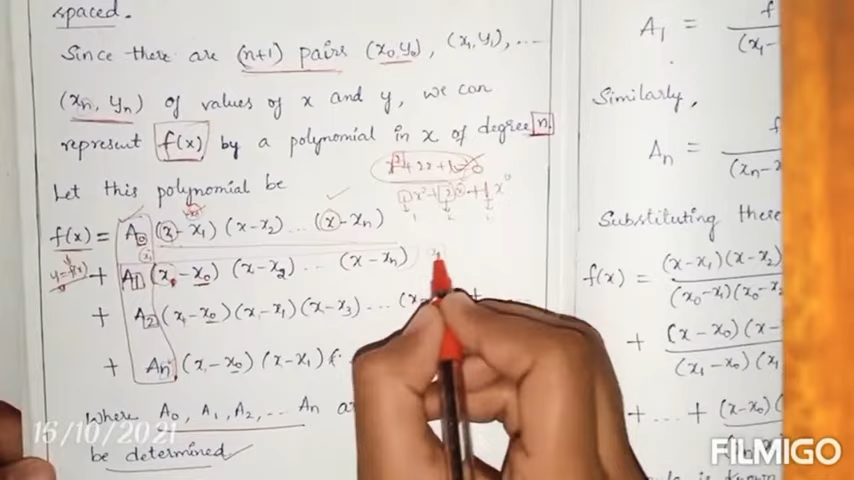 spaced.
Since there are (n+1) pairs (x₀,y₀), (x₁,y₁), ...
(xn, yn) of values of x and y, we can
represent f(x) by a polynomial in x of degree n.
Let this polynomial be
f(x) = A₀ (x-x₁) (x-x₂) ... (x-xn)
+ A₁ (x-x₀) (x-x₂) ... (x-xn)
+ A₂ (x-x₀) (x-x₁) (x-x₃) ...
+ An (x-x₀) (x-x₁)
Where A₀, A₁, A₂, ... An
be determined
15/10/2021
A₁ =
Similarly,
An =
Substituting these
f(x) = (x-x₁)(x-x₂)
(x₀-x₁)(x₀-x₂
+ (x-x₀)(x-
(x₁-x₀)(x₁
+ ... + (x-x₀)(
is known
FILMIGO